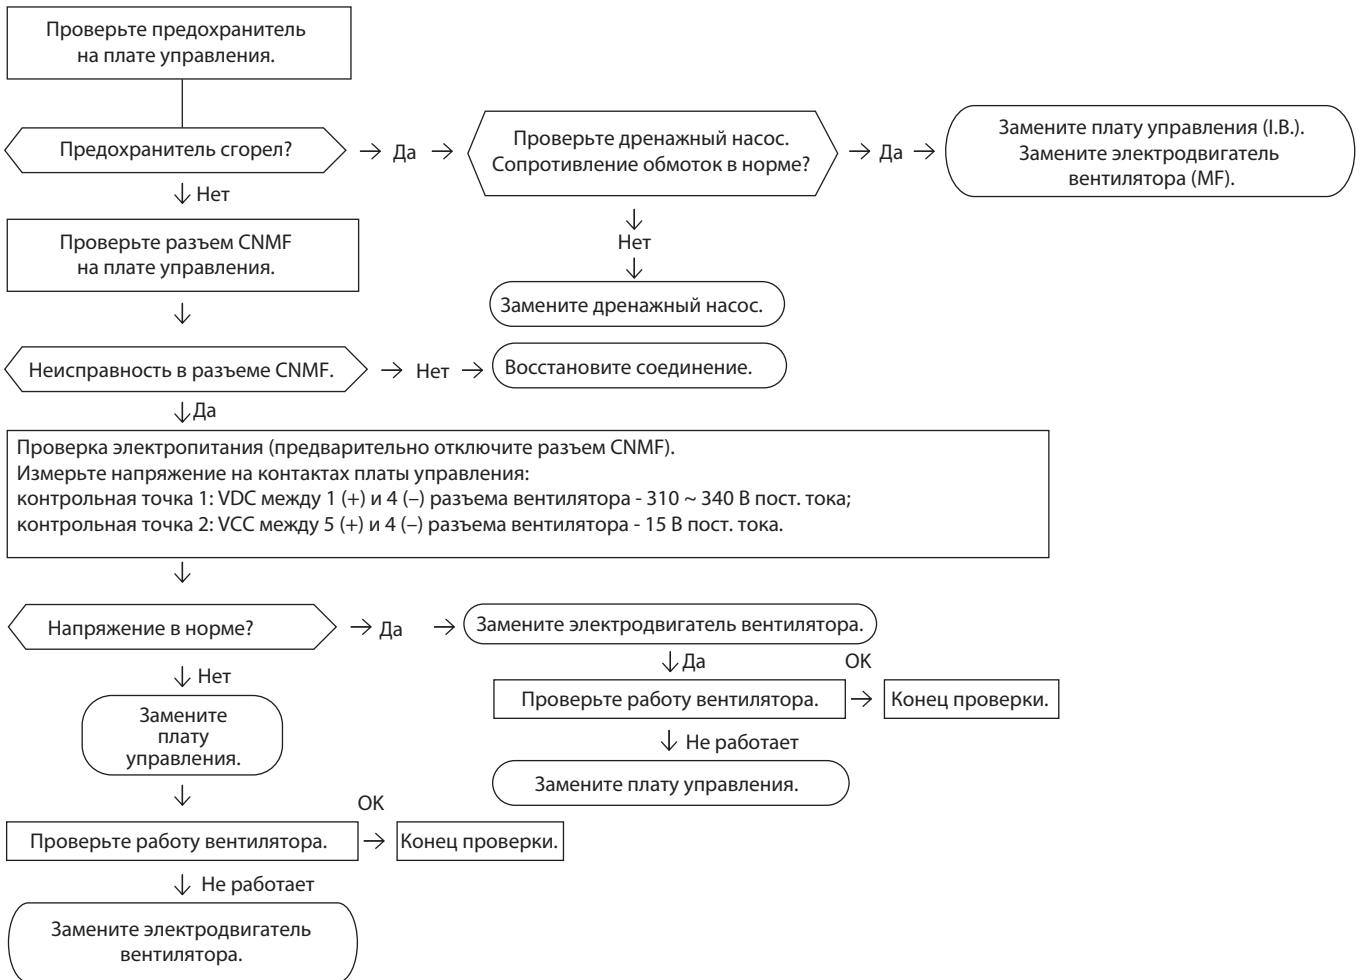 Проверьте предохранитель
на плате управления.
Предохранитель сгорел?
Да
Проверьте дренажный насос.
Сопротивление обмоток в норме?
Да
Замените плату управления (I.B.).
Замените электродвигатель
вентилятора (MF).
Нет
Проверьте разъем CNMF
на плате управления.
Нет
Замените дренажный насос.
Неисправность в разъеме CNMF.
Нет
Восстановите соединение.
Да
Проверка электропитания (предварительно отключите разъем CNMF).
Измерьте напряжение на контактах платы управления:
контрольная точка 1: VDC между 1 (+) и 4 (–) разъема вентилятора - 310 ~ 340 В пост. тока;
контрольная точка 2: VCC между 5 (+) и 4 (–) разъема вентилятора - 15 В пост. тока.
Напряжение в норме?
Да
Замените электродвигатель вентилятора.
Да
OK
Проверьте работу вентилятора.
Конец проверки.
Не работает
Замените плату управления.
Нет
Замените
плату
управления.
OK
Проверьте работу вентилятора.
Конец проверки.
Не работает
Замените электродвигатель
вентилятора.